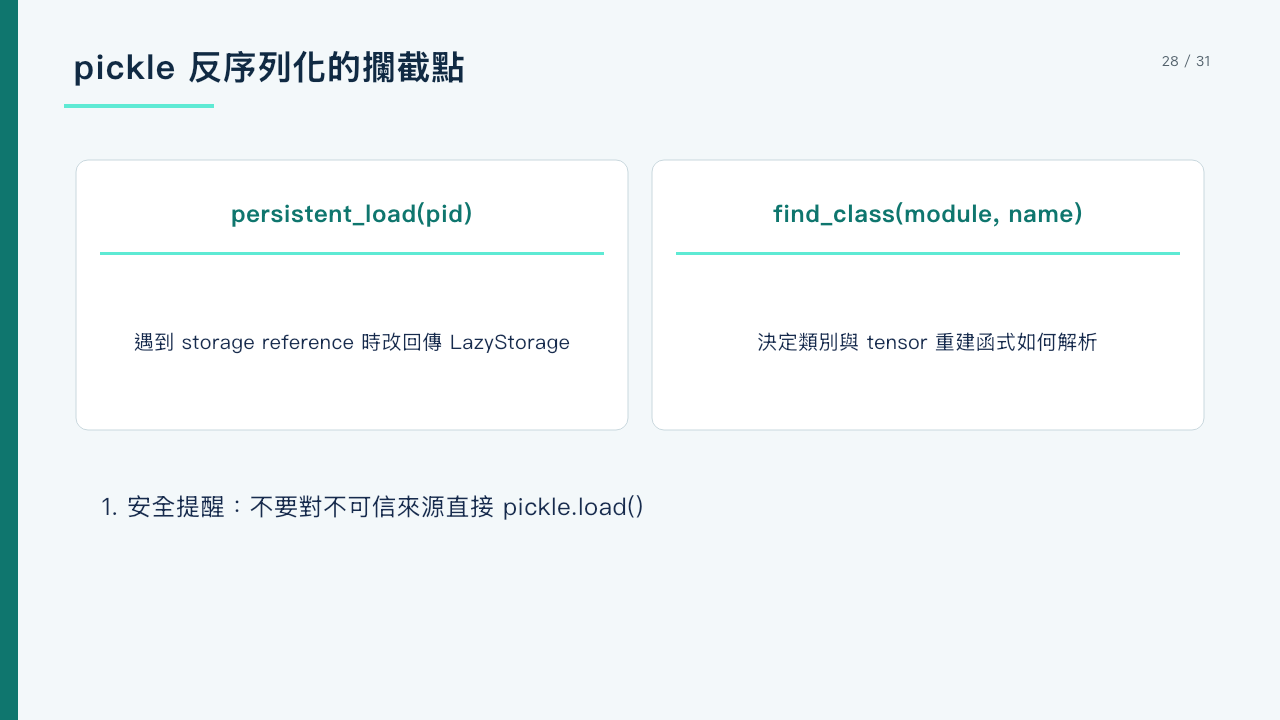 pickle 反序列化的攔截點
28 / 31
persistent_load(pid)
遇到 storage reference 時改回傳 LazyStorage
find_class(module, name)
決定類別與 tensor 重建函式如何解析
1. 安全提醒：不要對不可信來源直接 pickle.load()